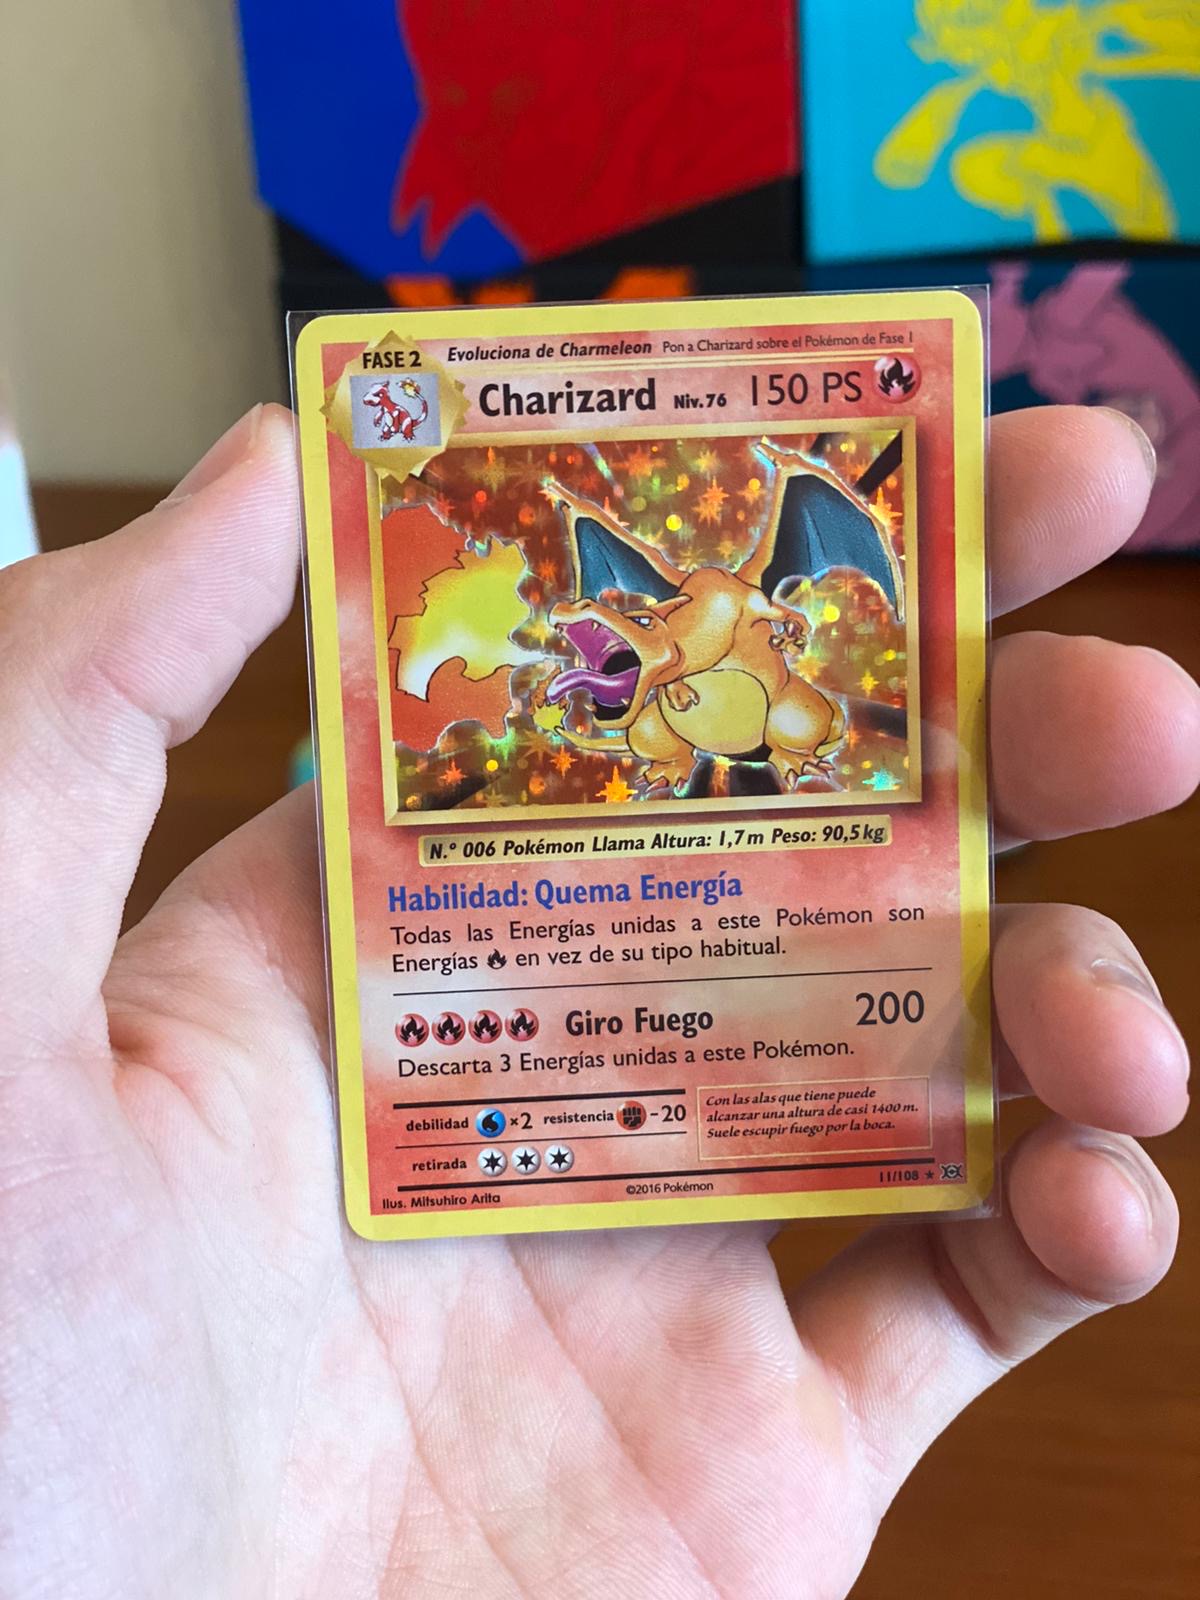 FASE 2
Evoluciona de Charmeleon Pon a Charizard sobre el Pokémon de Fase 1
Charizard Niv.76 150 PS
N.º 006 Pokémon Llama Altura: 1,7 m Peso: 90,5 kg
Habilidad: Quema Energía
Todas las Energías unidas a este Pokémon son
Energías en vez de su tipo habitual.
Giro Fuego 200
Descarta 3 Energías unidas a este Pokémon.
debilidad ×2 resistencia -20
retirada
Con las alas que tiene puede
alcanzar una altura de casi 1400 m.
Suele escupir fuego por la boca.
Ilus. Mitsuhiro Arita
©2016 Pokémon
11/108 ★